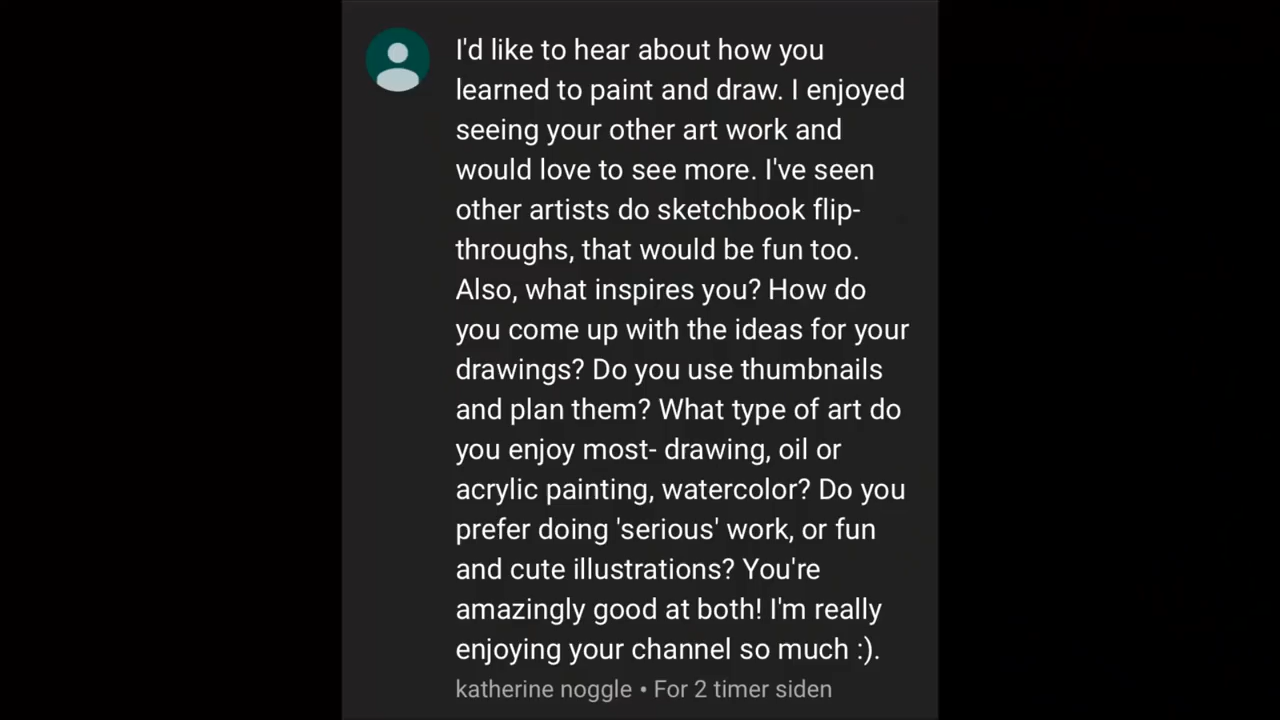 I'd like to hear about how you
learned to paint and draw. I enjoyed
seeing your other art work and
would love to see more. I've seen
other artists do sketchbook flip-
throughs, that would be fun too.
Also, what inspires you? How do
you come up with the ideas for your
drawings? Do you use thumbnails
and plan them? What type of art do
you enjoy most- drawing, oil or
acrylic painting, watercolor? Do you
prefer doing 'serious' work, or fun
and cute illustrations? You're
amazingly good at both! I'm really
enjoying your channel so much :).
katherine noggle • For 2 timer siden